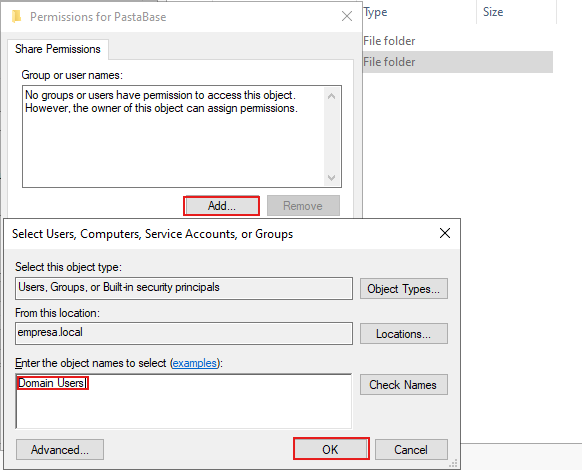 Permissions for PastaBase
Type Size
Share Permissions
File folder
File folder
Group or user names:
No groups or users have permission to access this object.
However, the owner of this object can assign permissions.
Add... Remove
Select Users, Computers, Service Accounts, or Groups
Select this object type:
Users, Groups, or Built-in security principals
Object Types...
From this location:
empresa.local
Locations...
Enter the object names to select (examples):
Domain Users
Check Names
Advanced... OK Cancel